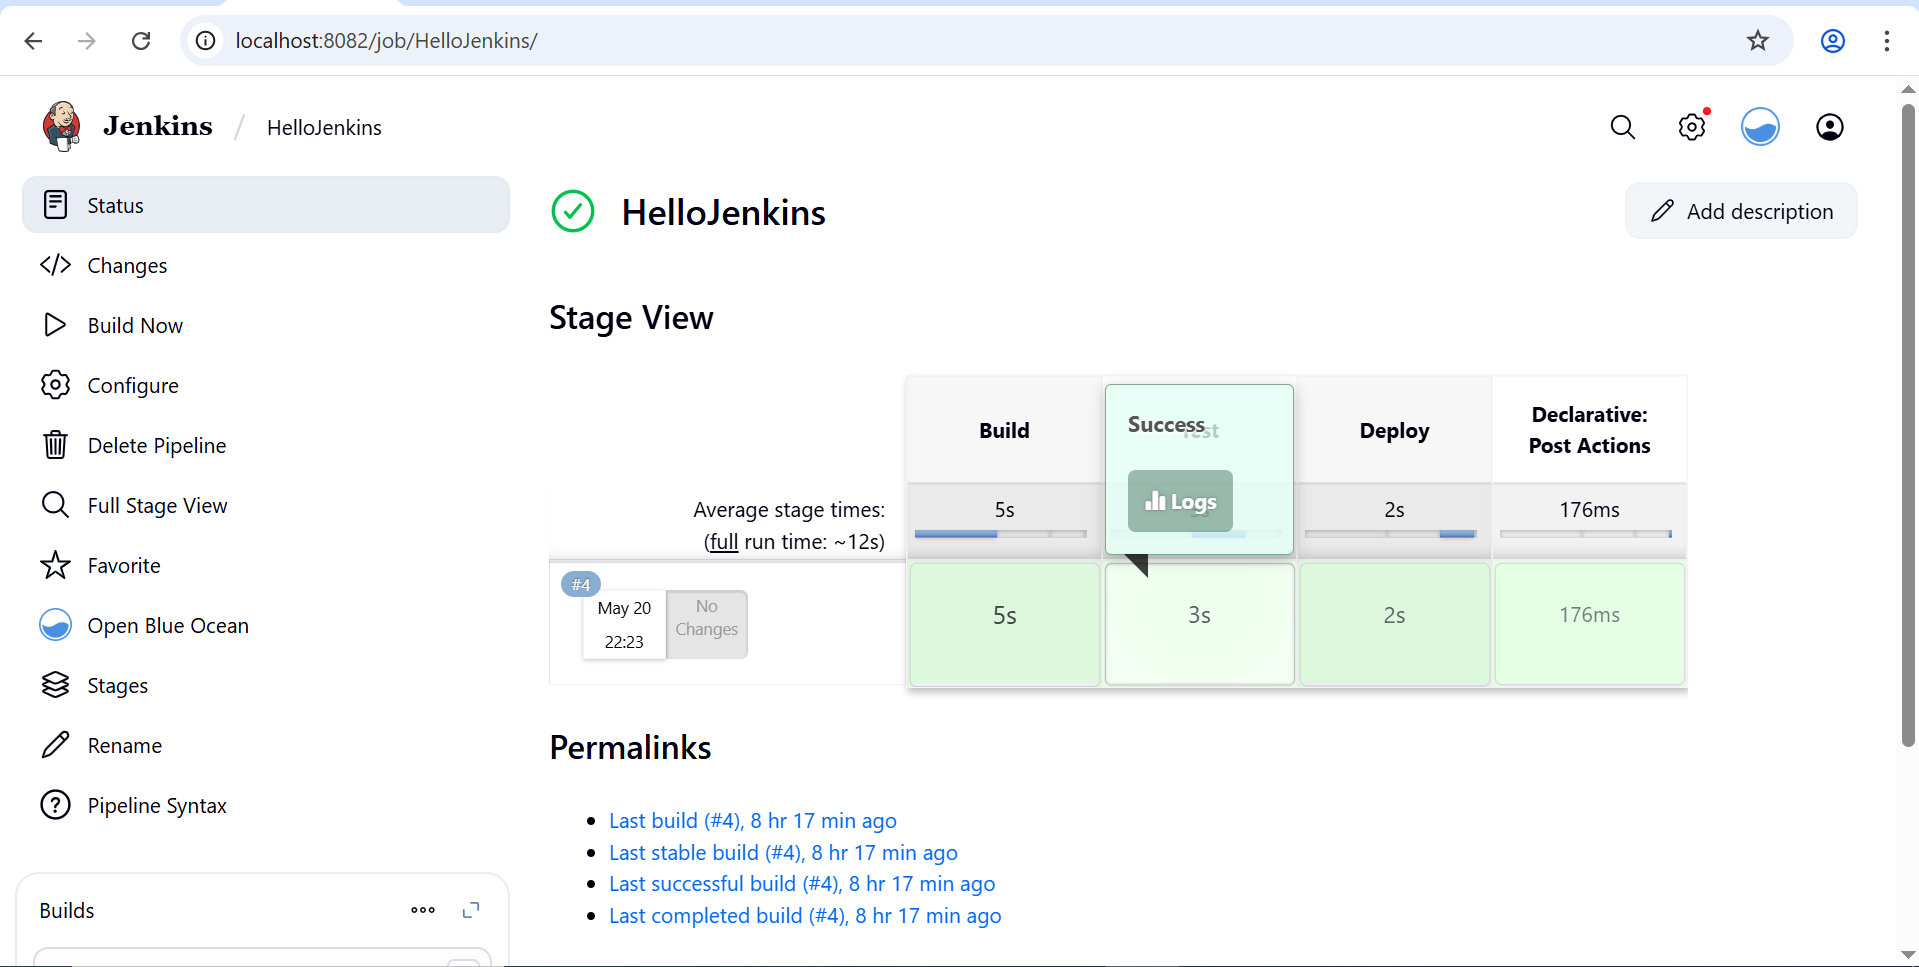 localhost:8082/job/HelloJenkins/
Jenkins / HelloJenkins
Status
Changes
Build Now
Configure
Delete Pipeline
Full Stage View
Favorite
Open Blue Ocean
Stages
Rename
Pipeline Syntax
Builds
HelloJenkins
Add description
Stage View
Build
Success
Test
Logs
Deploy
Declarative:
Post Actions
Average stage times:
(full run time: ~12s)
5s
2s
176ms
#4
May 20
22:23
No
Changes
5s
3s
2s
176ms
Permalinks
Last build (#4), 8 hr 17 min ago
Last stable build (#4), 8 hr 17 min ago
Last successful build (#4), 8 hr 17 min ago
Last completed build (#4), 8 hr 17 min ago